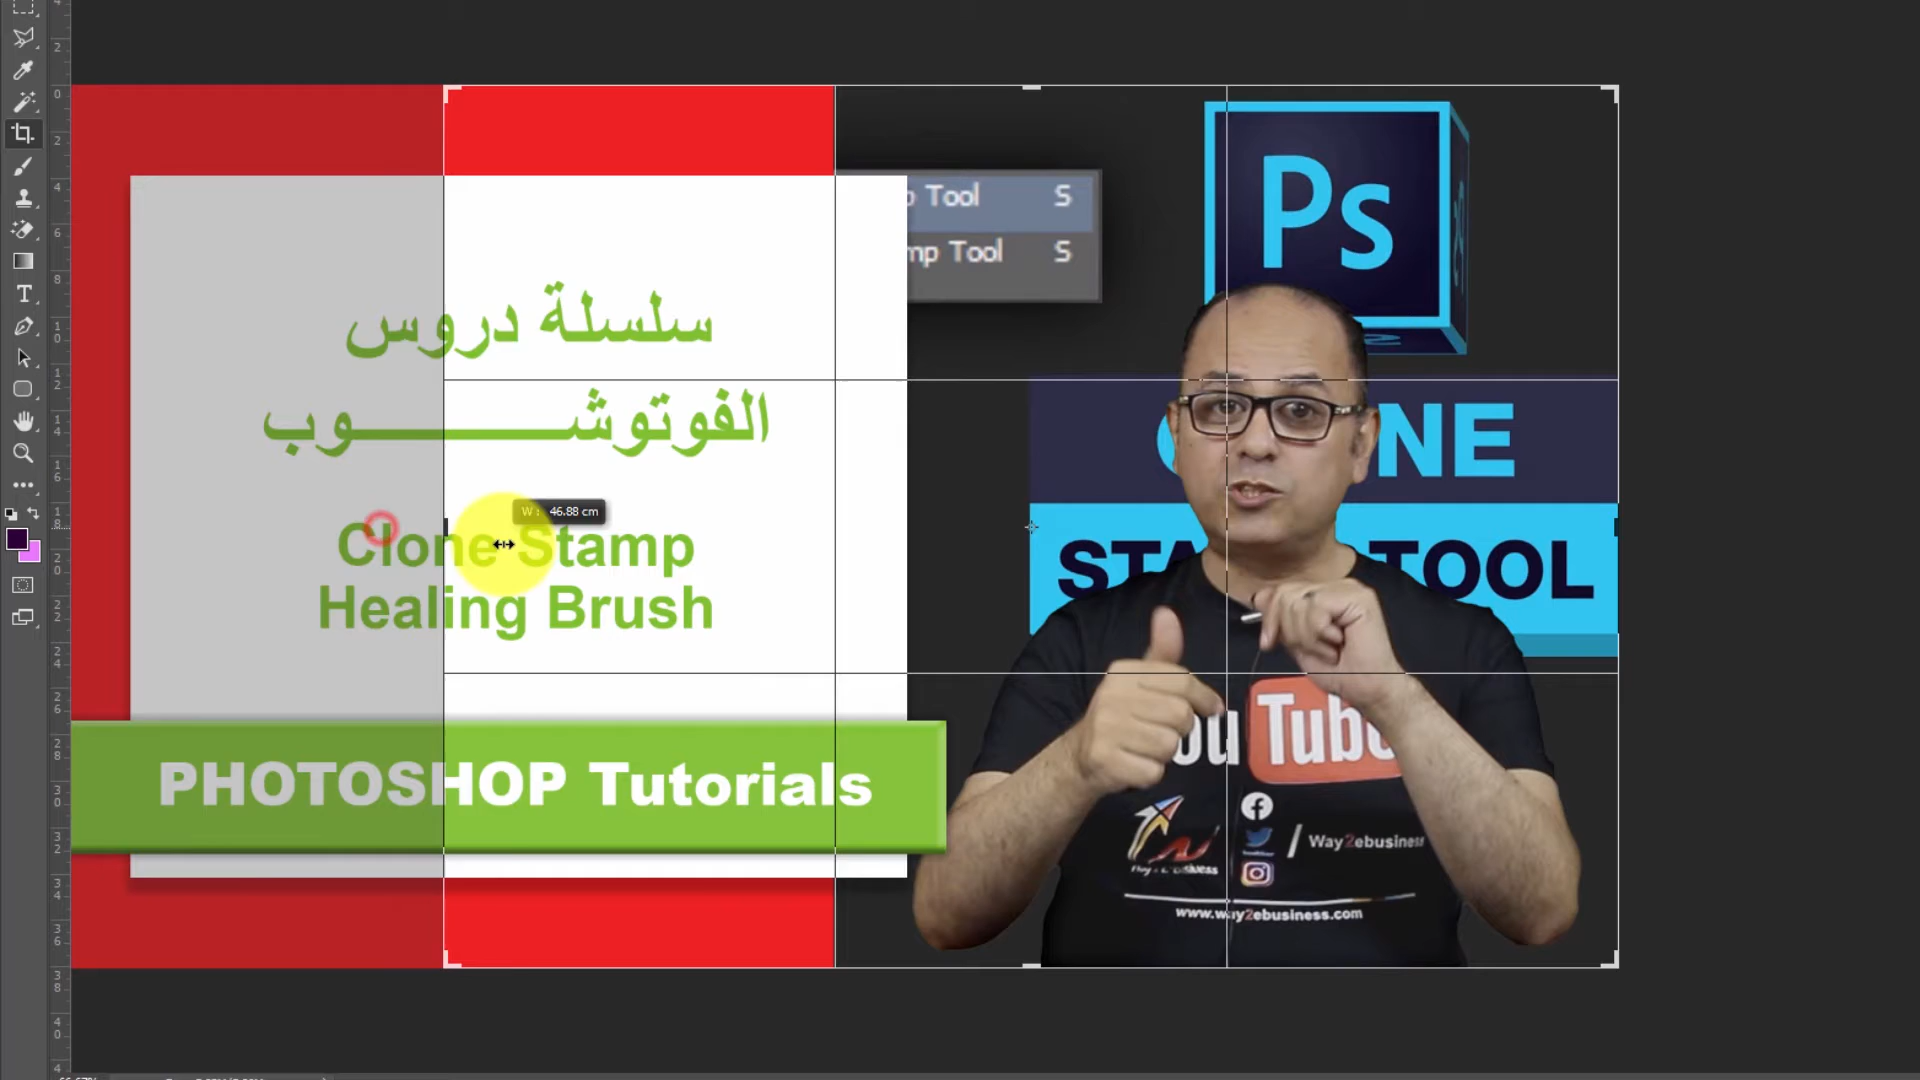 Tool S
mp Tool S
Ps
سلسلة دروس
الفوتوشـــــــــوب
Clone Stamp
Healing Brush
W : 46.88 cm
NE
ST TOOL
PHOTOSHOP Tutorials
ou Tube
/ Way2ebusiness
www.way2ebusiness.com